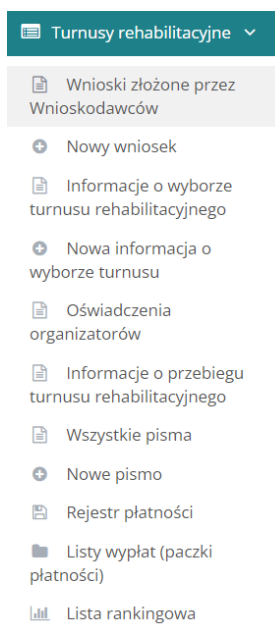 Turnusy rehabilitacyjne
Wnioski złożone przez
Wnioskodawców
Nowy wniosek
Informacje o wyborze
turnusu rehabilitacyjnego
Nowa informacja o
wyborze turnusu
Oświadczenia
organizatorów
Informacje o przebiegu
turnusu rehabilitacyjnego
Wszystkie pisma
Nowe pismo
Rejestr płatności
Listy wypłat (paczki
płatności)
Lista rankingowa